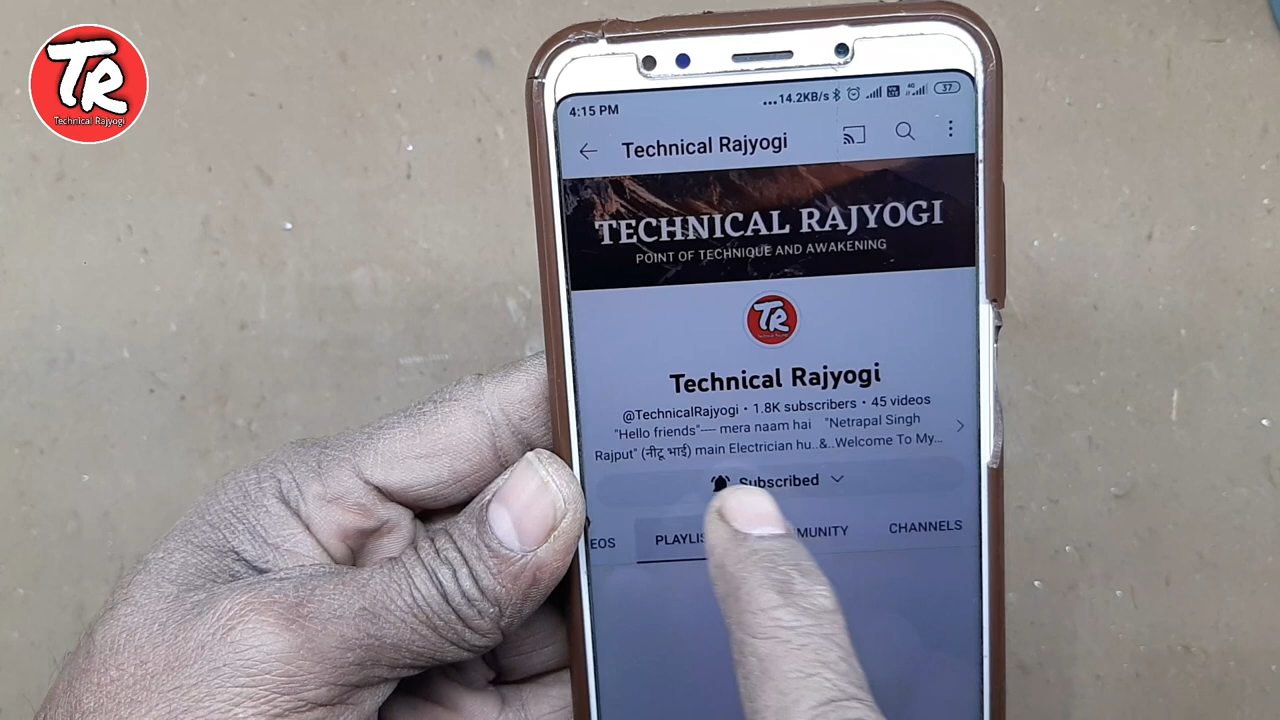 TR
Technical Rajyogi
4:15 PM
...14.2KB/s
4G
37
Technical Rajyogi
TECHNICAL RAJYOGI
POINT OF TECHNIQUE AND AWAKENING
TR
Technical Rajyogi
@TechnicalRajyogi • 1.8K subscribers • 45 videos
"Hello friends"— mera naam hai "Netrapal Singh
Rajput" (नीटू भाई) main Electrician hu..&..Welcome To My...
Subscribed
EOS PLAYLIS MUNITY CHANNELS